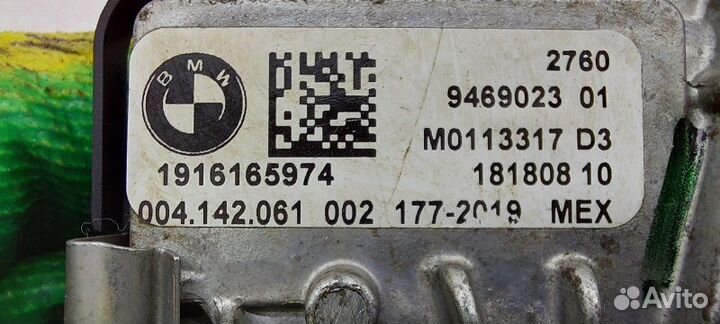 BMW
2760
9469023 01
M0113317 D3
1916165974
181808 10
004.142.061 002 177-2019 MEX
Avito